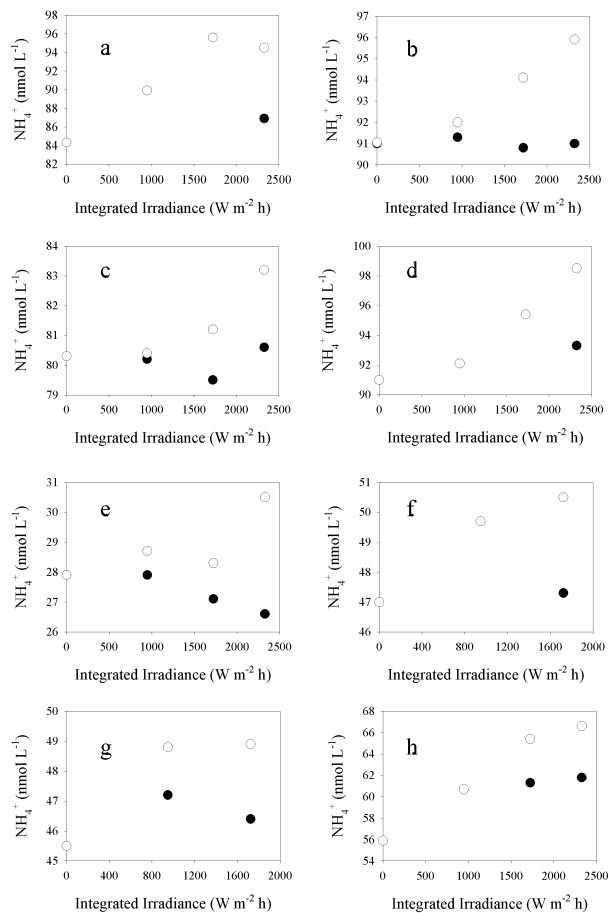 98
96
94
92
90
88
86
84
82
NH₄⁺ (nmol L⁻¹)
a
0 500 1000 1500 2000 2500
Integrated Irradiance (W m⁻² h)
97
96
95
94
93
92
91
90
NH₄⁺ (nmol L⁻¹)
b
0 500 1000 1500 2000 2500
Integrated Irradiance (W m⁻² h)
84
83
82
81
80
79
NH₄⁺ (nmol L⁻¹)
c
0 500 1000 1500 2000 2500
Integrated Irradiance (W m⁻² h)
100
98
96
94
92
90
NH₄⁺ (nmol L⁻¹)
d
0 500 1000 1500 2000 2500
Integrated Irradiance (W m⁻² h)
31
30
29
28
27
26
NH₄⁺ (nmol L⁻¹)
e
0 500 1000 1500 2000 2500
Integrated Irradiance (W m⁻² h)
51
50
49
48
47
46
NH₄⁺ (nmol L⁻¹)
f
0 400 800 1200 1600 2000
Integrated Irradiance (W m⁻² h)
50
49
48
47
46
45
NH₄⁺ (nmol L⁻¹)
g
0 400 800 1200 1600 2000
Integrated Irradiance (W m⁻² h)
68
66
64
62
60
58
56
54
NH₄⁺ (nmol L⁻¹)
h
0 500 1000 1500 2000 2500
Integrated Irradiance (W m⁻² h)